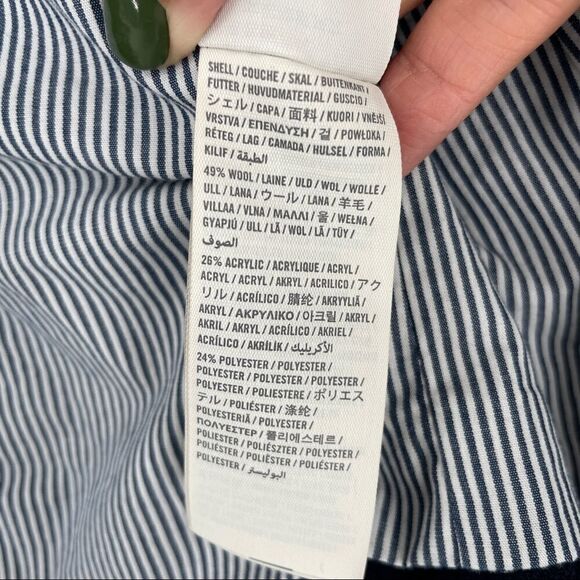 SHELL / COUCHE / SKAL / BUITENKANT /
FUTTER / HUVUDMATERIAL / GUSCIO /
シェル / CAPA / 面料 / KUORI / VNĚJŠÍ
VRSTVA / ΕΠΕΝΔΥΣΗ / 겉 / POWŁOKA /
RÉTEG / LAG / CAMADA / HULSEL / FORMA /
KILIF / الطبقة
49% WOOL / LAINE / ULD / WOL / WOLLE /
ULL / LANA / ウール / LANA / 羊毛 /
VILLAA / VLNA / ΜΑΛΛΙ / 울 / WEŁNA /
GYAPJÚ / ULL / LÃ / WOL / LÃ / TÜY /
الصوف
26% ACRYLIC / ACRYLIQUE / ACRYL /
ACRYL / ACRYL / AKRYL / ACRILICO / アク
リル / ACRÍLICO / 腈纶 / AKRYYLIÄ /
AKRYL / ΑΚΡΥΛΙΚΟ / 아크릴 / AKRYL /
AKRIL / AKRYL / ACRÍLICO / AKRIEL /
ACRÍLICO / AKRİLİK / الأكريليك
24% POLYESTER / POLYESTER /
POLYESTER / POLYESTER / POLYESTER /
POLYESTER / POLIESTERE / ポリエス
テル / POLIÉSTER / 涤纶 /
POLYESTERIÄ / POLYESTER /
ΠΟΛΥΕΣΤΕΡ / 폴리에스테르 /
POLIESTER / POLIÉSZTER / POLYESTER /
POLIÉSTER / POLIËSTER / POLIÉSTER /
POLYESTER / البوليستر